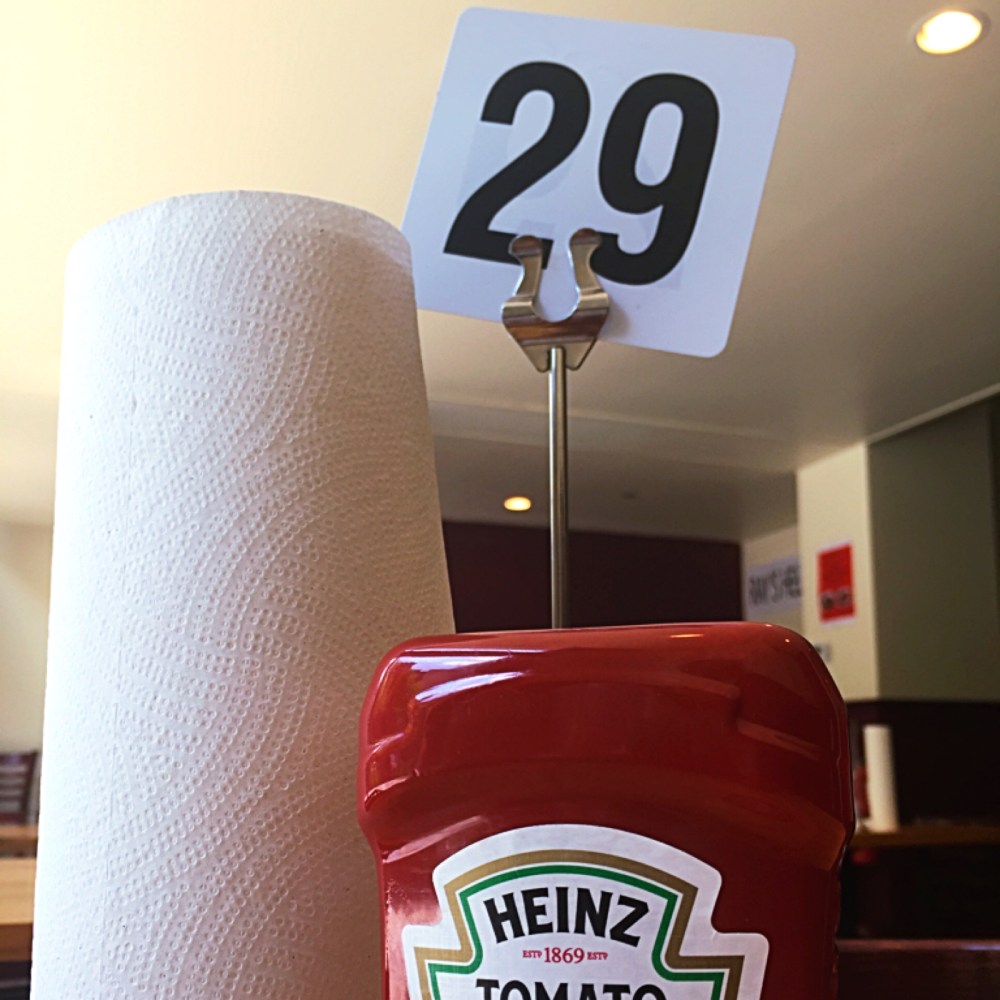 29
HEINZ
ESTD 1869 ESTD
TOMATO